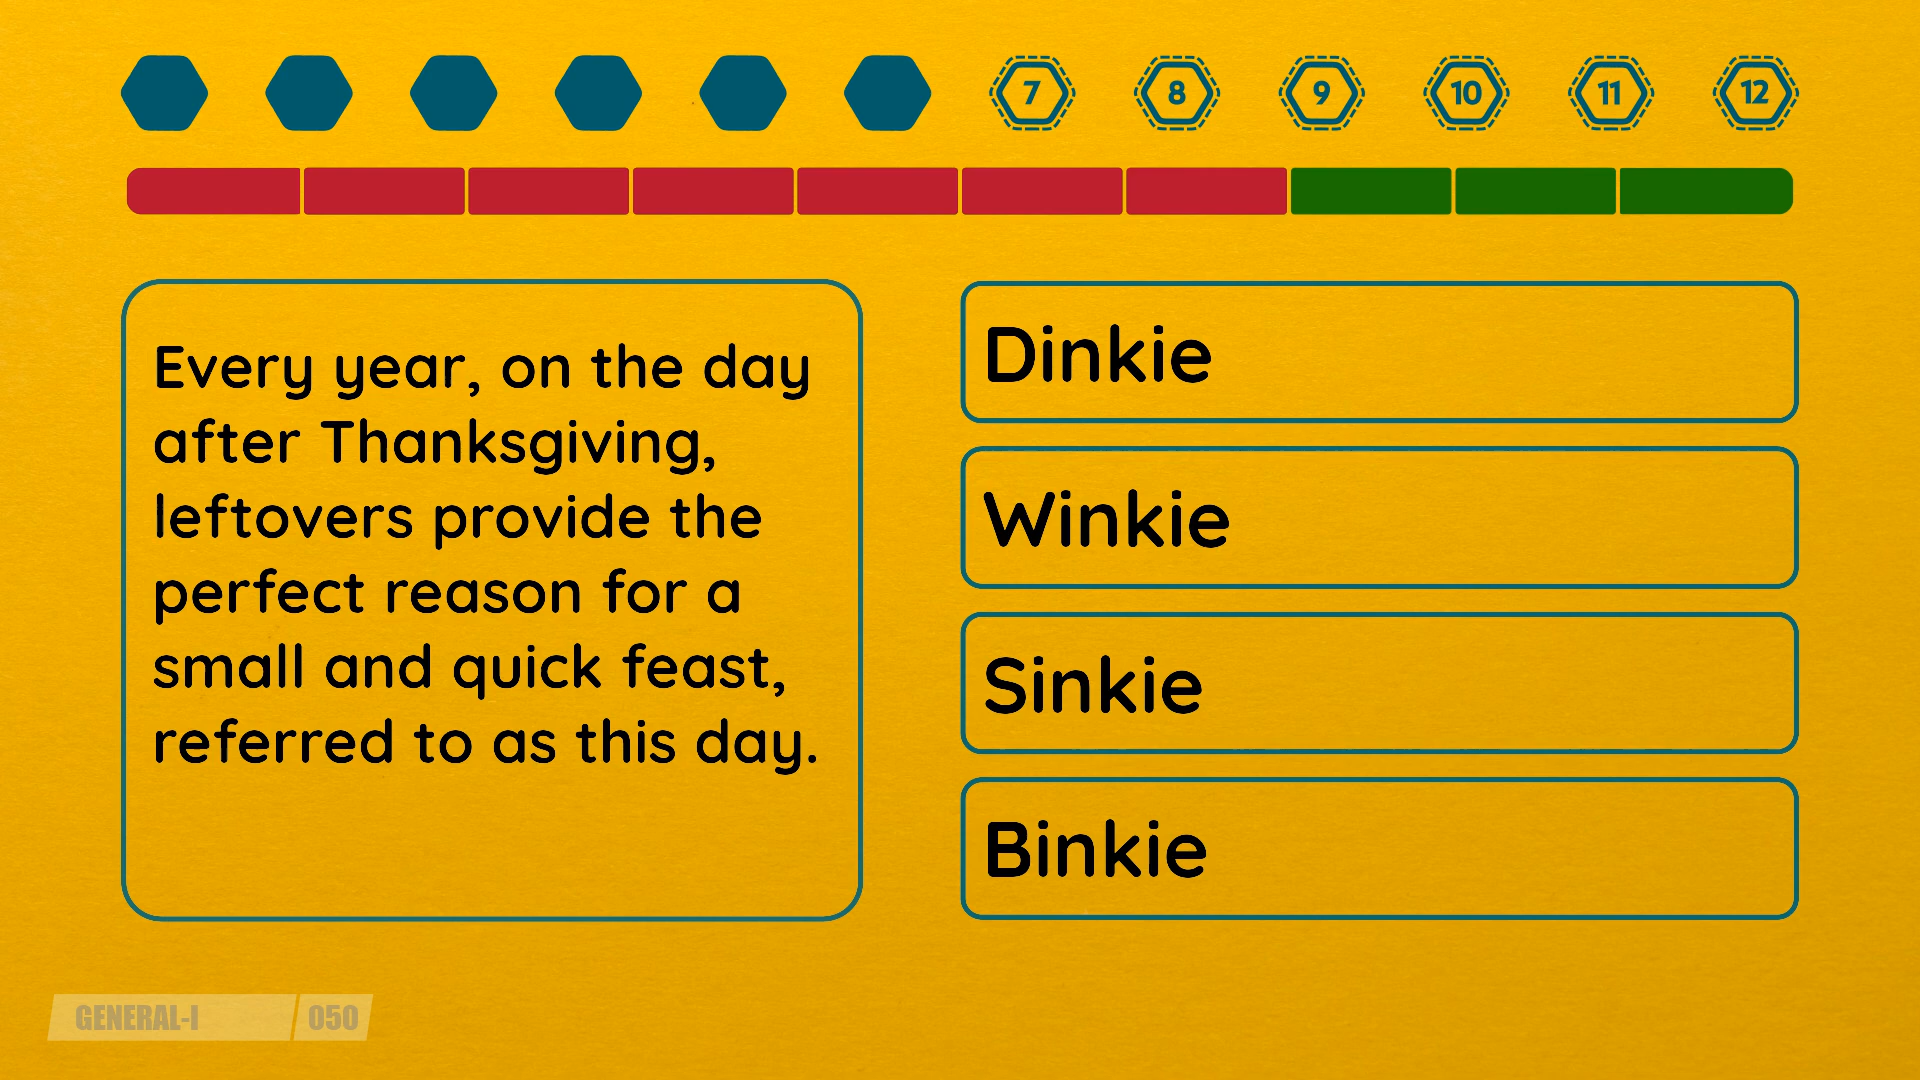 7 8 9 10 11 12
Every year, on the day
after Thanksgiving,
leftovers provide the
perfect reason for a
small and quick feast,
referred to as this day.
Dinkie
Winkie
Sinkie
Binkie
GENERAL-I 050